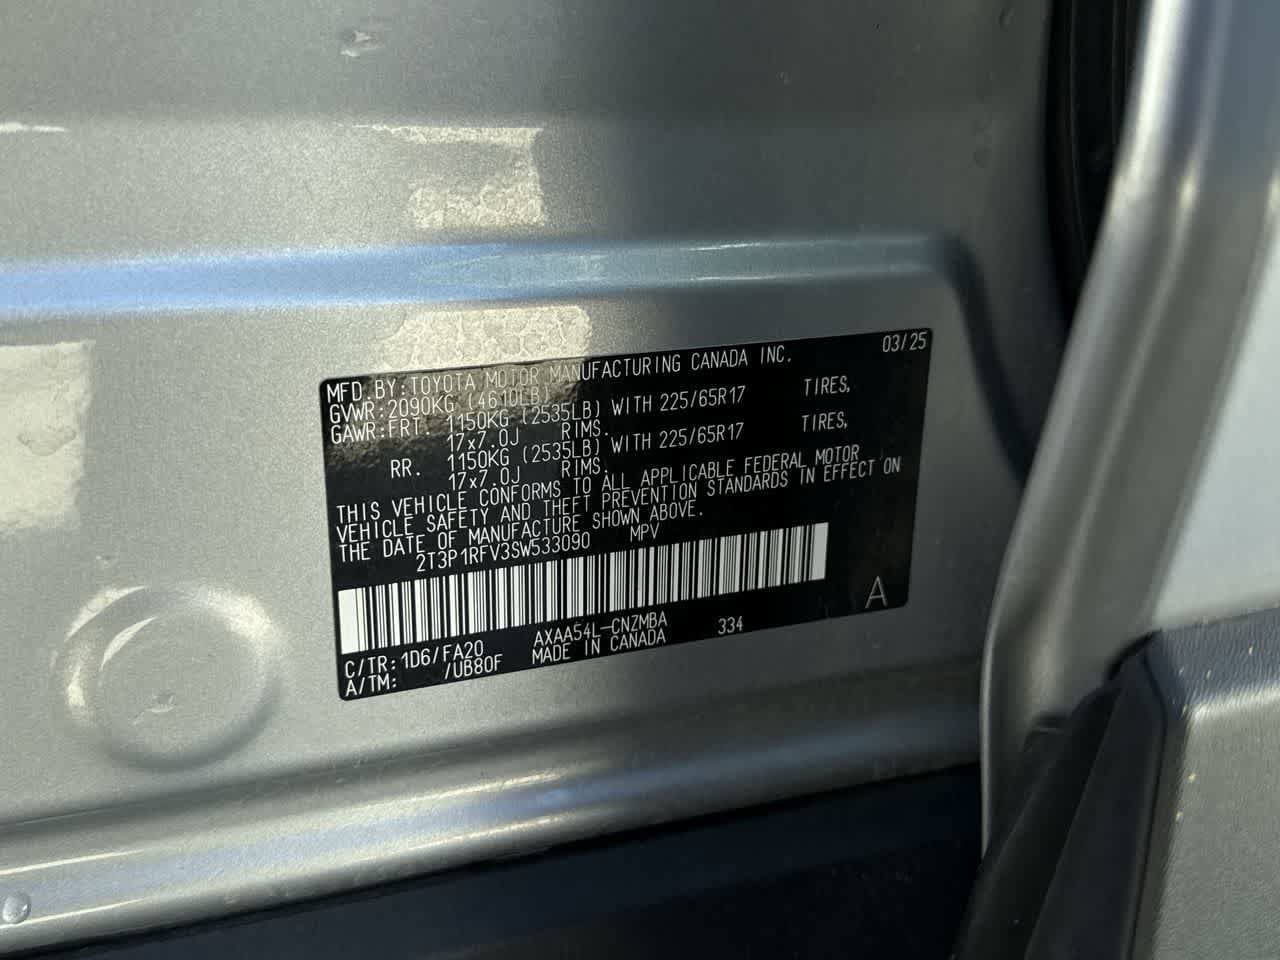 MFD.BY:TOYOTA MOTOR MANUFACTURING CANADA INC. 03/25
GVWR:2090KG (4610LB)
GAWR:FRT. 1150KG (2535LB) WITH 225/65R17 TIRES,
17x7.0J RIMS.
RR. 1150KG (2535LB) WITH 225/65R17 TIRES,
17x7.0J RIMS.
THIS VEHICLE CONFORMS TO ALL APPLICABLE FEDERAL MOTOR
VEHICLE SAFETY AND THEFT PREVENTION STANDARDS IN EFFECT ON
THE DATE OF MANUFACTURE SHOWN ABOVE.
2T3P1RFV3SW533090 MPV
A
C/TR:1D6/FA20 AXAA54L-CNZMBA 334
A/TM: /UB80F MADE IN CANADA